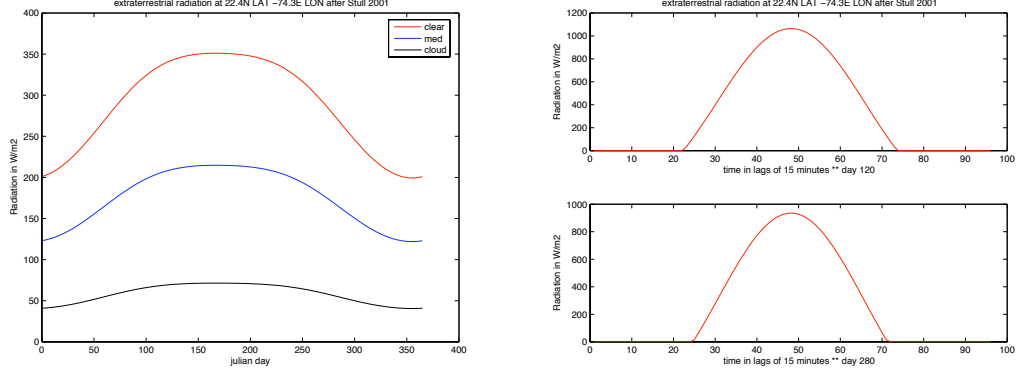 extraterrestrial radiation at 22.4N LAT −74.3E LON after Stull 2001
400
350
300
250
200
150
100
50
0
Radiation in W/m2
clear
med
cloud
0 50 100 150 200 250 300 350 400
julian day
extraterrestrial radiation at 22.4N LAT −74.3E LON after Stull 2001
1200
1000
800
600
400
200
0
Radiation in W/m2
0 10 20 30 40 50 60 70 80 90 100
time in lags of 15 minutes ** day 120
1000
800
600
400
200
0
Radiation in W/m2
0 10 20 30 40 50 60 70 80 90 100
time in lags of 15 minutes ** day 280